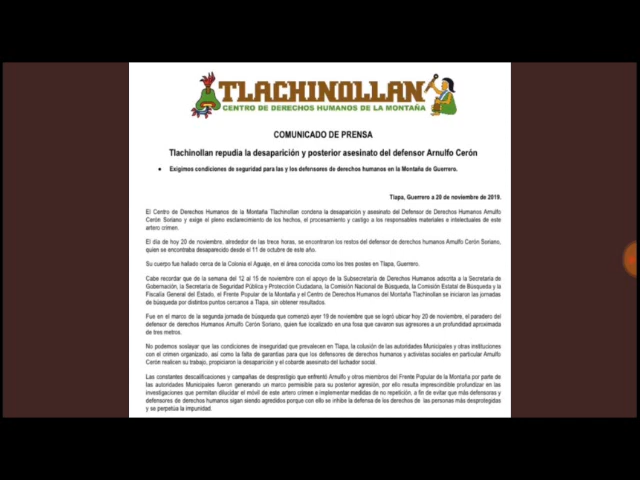 TLACHINOLLAN
CENTRO DE DERECHOS HUMANOS DE LA MONTAÑA
COMUNICADO DE PRENSA
Tlachinollan repudia la desaparición y posterior asesinato del defensor Arnulfo Cerón
• Exigimos condiciones de seguridad para las y los defensores de derechos humanos en la Montaña de Guerrero.
Tlapa, Guerrero a 20 de noviembre de 2019.
El Centro de Derechos Humanos de la Montaña Tlachinollan condena la desaparición y asesinato del Defensor de Derechos Humanos Arnulfo
Cerón Soriano y exige el pleno esclarecimiento de los hechos, el procesamiento y castigo a los responsables materiales e intelectuales de este
artero crimen.
El día de hoy 20 de noviembre, alrededor de las trece horas, se encontraron los restos del defensor de derechos humanos Arnulfo Cerón Soriano,
quien se encontraba desaparecido desde el 11 de octubre de este año.
Su cuerpo fue hallado cerca de la Colonia el Aguaje, en el área conocida como los tres postes en Tlapa, Guerrero.
Cabe recordar que de la semana del 12 al 15 de noviembre con el apoyo de la Subsecretaría de Derechos Humanos adscrita a la Secretaría de
Gobernación, la Secretaría de Seguridad Pública y Protección Ciudadana, la Comisión Nacional de Búsqueda, la Comisión Estatal de Búsqueda y la
Fiscalía General del Estado, el Frente Popular de la Montaña y el Centro de Derechos Humanos del Montaña Tlachinollan se iniciaron las jornadas
de búsqueda por distintos puntos cercanos a Tlapa, sin obtener resultados.
Fue en el marco de la segunda jornada de búsqueda que comenzó ayer 19 de noviembre que se logró ubicar hoy 20 de noviembre, el paradero
del defensor de derechos Humanos Arnulfo Cerón Soriano, quien fue localizado en una fosa que cavaron sus agresores a un profundidad aproximada
de tres metros.
No podemos soslayar que las condiciones de inseguridad que prevalecen en Tlapa, la colusión de las autoridades Municipales y otras instituciones
con el crimen organizado, así como la falta de garantías para que los defensores de derechos humanos y activistas sociales en particular Arnulfo
Cerón realicen su trabajo, propiciaron la desaparición y el cobarde asesinato del luchador social.
Las constantes descalificaciones y campañas de desprestigio que enfrentó Arnulfo y otros miembros del Frente Popular de la Montaña por parte de
las autoridades Municipales fueron generando un marco permisible para su posterior agresión, por ello resulta imprescindible profundizar en las
investigaciones que permitan dilucidar el móvil de este artero crimen e implementar medidas de no repetición, a fin de evitar que más defensoras y
defensores de derechos humanos sigan siendo agredidos porque con ello se inhibe la defensa de los derechos de las personas más desprotegidas
y se perpetúa la impunidad.